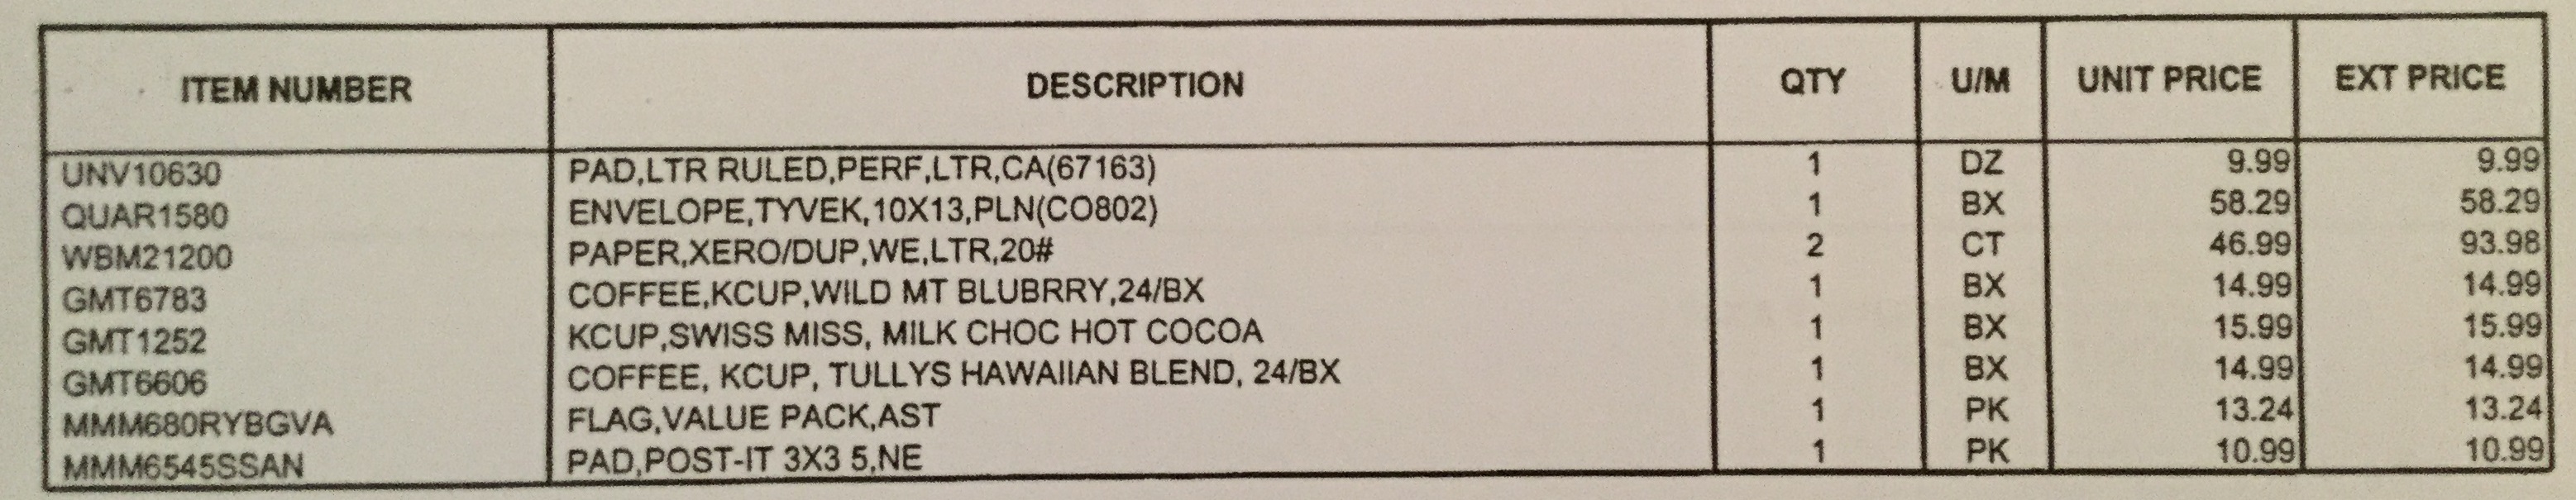 ITEM NUMBER DESCRIPTION QTY U/M UNIT PRICE EXT PRICE
UNV10630 PAD,LTR RULED,PERF,LTR,CA(67163) 1 DZ 9.99 9.99
QUAR1580 ENVELOPE,TYVEK,10X13,PLN(CO802) 1 BX 58.29 58.29
WBM21200 PAPER,XERO/DUP,WE,LTR,20# 2 CT 46.99 93.98
GMT6783 COFFEE,KCUP,WILD MT BLUBRRY,24/BX 1 BX 14.99 14.99
GMT1252 KCUP,SWISS MISS, MILK CHOC HOT COCOA 1 BX 15.99 15.99
GMT6606 COFFEE, KCUP, TULLYS HAWAIIAN BLEND, 24/BX 1 BX 14.99 14.99
MMM680RYBGVA FLAG,VALUE PACK,AST 1 PK 13.24 13.24
MMM6545SSAN PAD,POST-IT 3X3 5,NE 1 PK 10.99 10.99